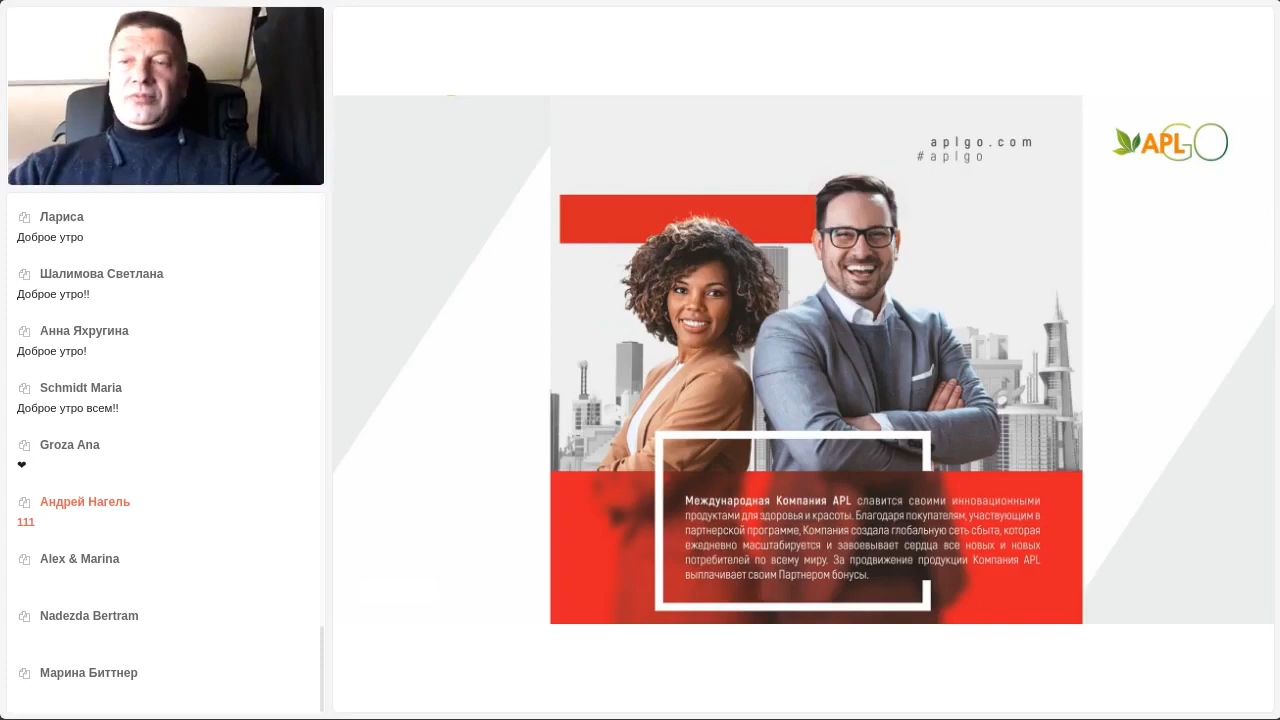 Лариса
Доброе утро
Шалимова Светлана
Доброе утро!!
Анна Яхругина
Доброе утро!
Schmidt Maria
Доброе утро всем!!
Groza Ana
❤
Андрей Нагель
111
Alex & Marina
Nadezda Bertram
Марина Биттнер
aplgo.com
#aplgo
APLGO
Международная Компания APL славится своими инновационными
продуктами для здоровья и красоты. Благодаря покупателям, участвующим в
партнерской программе, Компания создала глобальную сеть сбыта, которая
ежедневно масштабируется и завоевывает сердца все новых и новых
потребителей по всему миру. За продвижение продукции Компания APL
выплачивает своим Партнером бонусы.